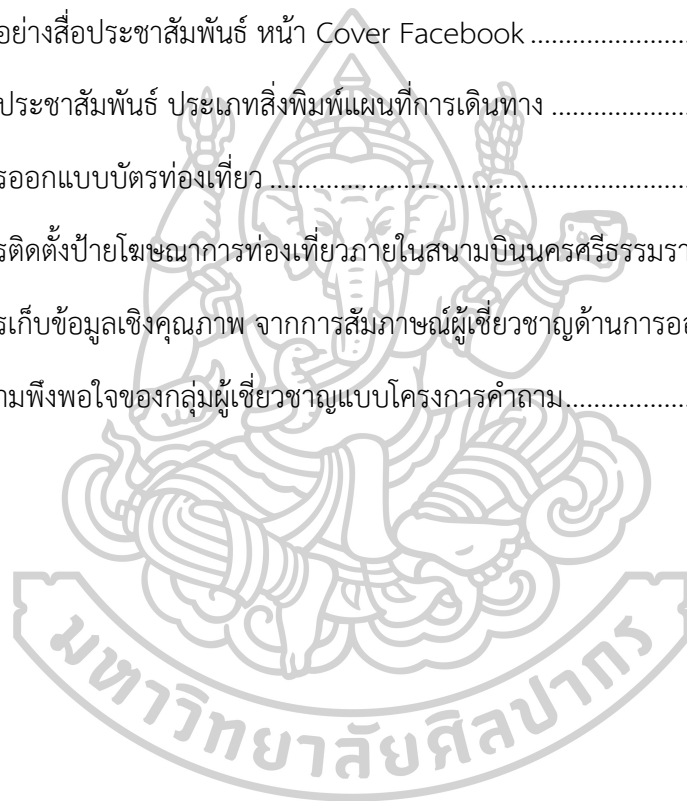 อย่างสื่อประชาสัมพันธ์ หน้า Cover Facebook ......................
ประชาสัมพันธ์ ประเภทสิ่งพิมพ์แผนที่การเดินทาง ....................
รออกแบบบัตรท่องเที่ยว ............................................................
รติดตั้งป้ายโฆษณาการท่องเที่ยวภายในสนามบินนครศรีธรรมรา
รเก็บข้อมูลเชิงคุณภาพ จากการสัมภาษณ์ผู้เชี่ยวชาญด้านการออ
ามพึงพอใจของกลุ่มผู้เชี่ยวชาญแบบโครงการคำถาม..................
มหาวิทยาลัยศิลปากร